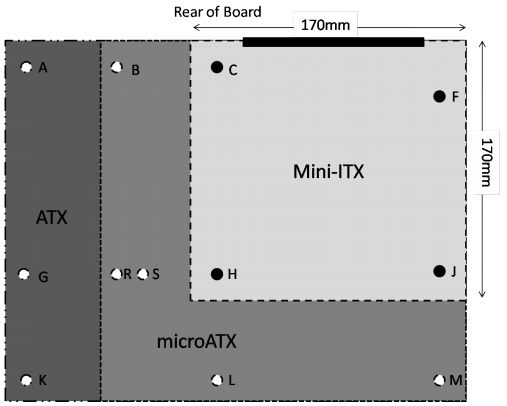 Rear of Board
170mm
A
B
C
F
Mini-ITX
170mm
ATX
G
R
S
H
J
microATX
K
L
M